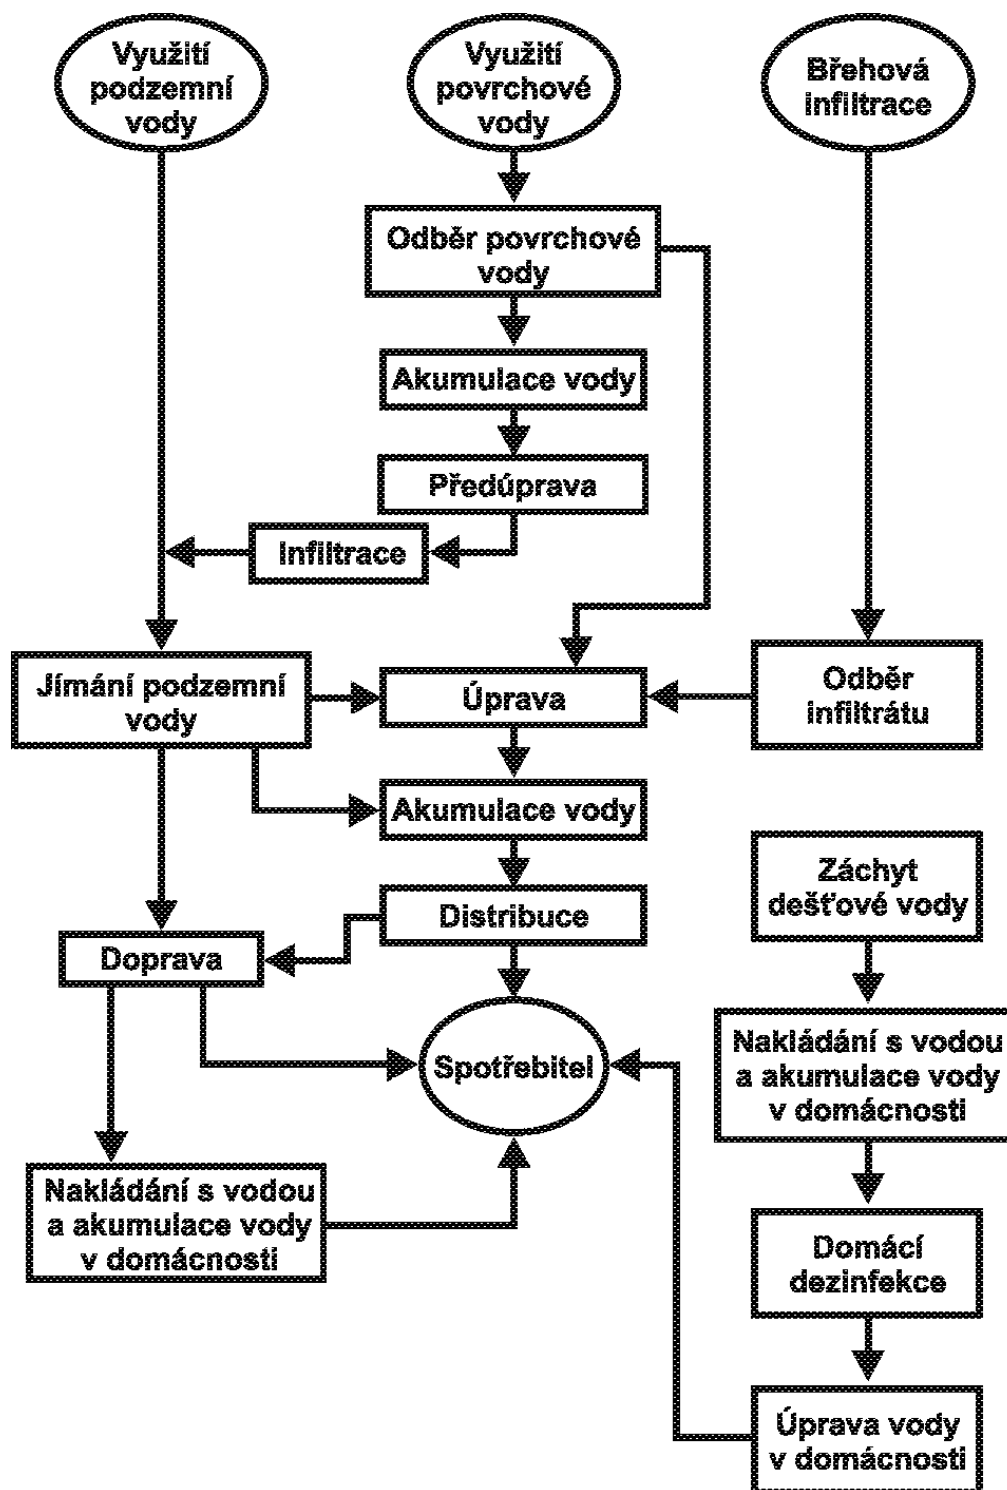 Využití
podzemní
vody
Využití
povrchové
vody
Břehová
infiltrace
Odběr povrchové
vody
Akumulace vody
Předúprava
Infiltrace
Jímání podzemní
vody
Úprava
Odběr
infiltrátu
Akumulace vody
Záchyt
dešťové vody
Distribuce
Doprava
Spotřebitel
Nakládání s vodou
a akumulace vody
v domácnosti
Nakládání s vodou
a akumulace vody
v domácnosti
Domácí
dezinfekce
Úprava vody
v domácnosti